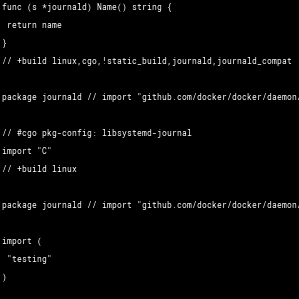 func (s *journald) Name() string {
return name
}
// +build linux,cgo,!static_build,journald,journald_compat
package journald // import "github.com/docker/docker/daemon
// #cgo pkg-config: libsystemd-journal
import "C"
// +build linux
package journald // import "github.com/docker/docker/daemon
import (
"testing"
)